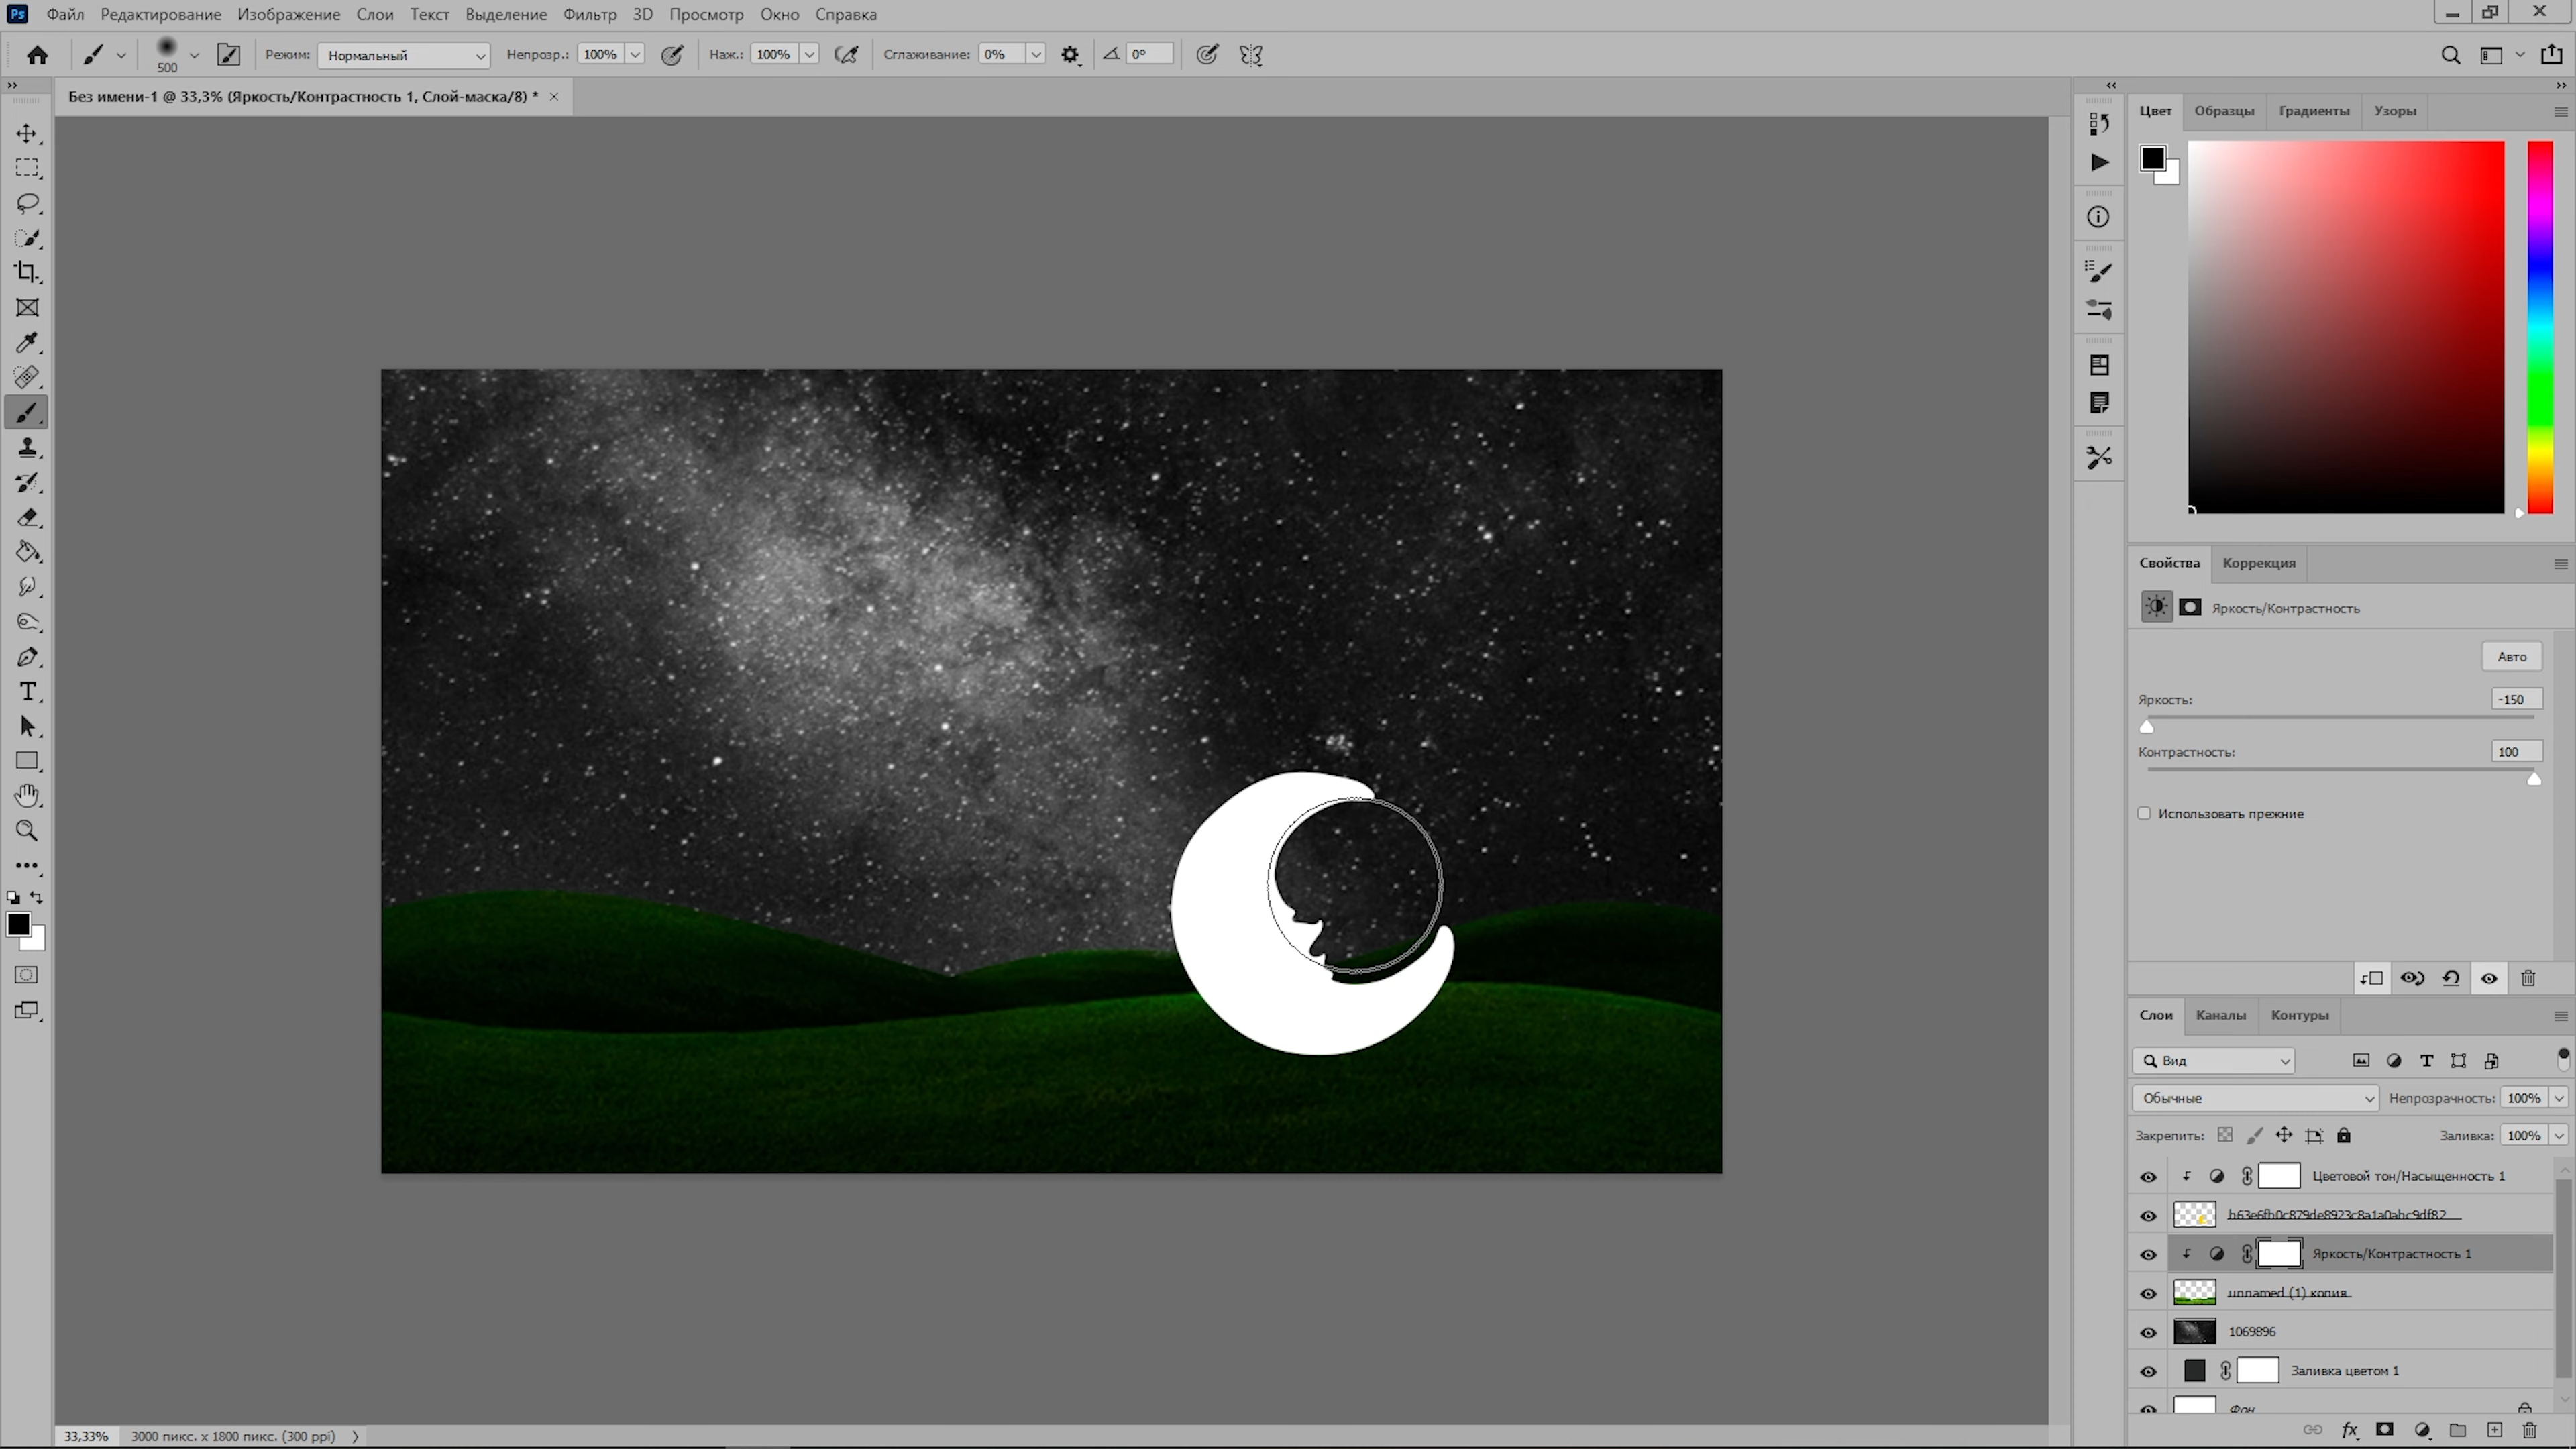 Ps Файл Редактирование Изображение Слои Текст Выделение Фильтр 3D Просмотр Окно Справка
500 Режим: Нормальный Непрозр.: 100% Наж.: 100% Сглаживание: 0% 0°
Без имени-1 @ 33,3% (Яркость/Контрастность 1, Слой-маска/8) *
Цвет Образцы Градиенты Узоры
Свойства Коррекция
Яркость/Контрастность
Авто
Яркость: -150
Контрастность: 100
Использовать прежние
Слои Каналы Контуры
Вид
Обычные Непрозрачность: 100%
Закрепить: Заливка: 100%
Цветовой тон/Насыщенность 1
h63e6fh0c879de8923c8a1a0ahc9df82
Яркость/Контрастность 1
unnamed (1) копия
1069896
Заливка цветом 1
Фон
fx
33,33% 3000 пикс. x 1800 пикс. (300 ppi)